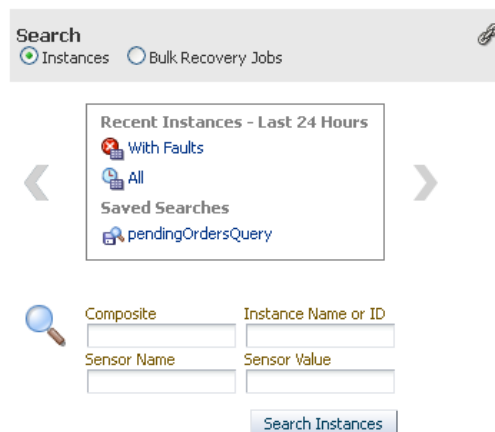 Search
Instances Bulk Recovery Jobs
Recent Instances - Last 24 Hours
With Faults
All
Saved Searches
pendingOrdersQuery
Composite Instance Name or ID
Sensor Name Sensor Value
Search Instances